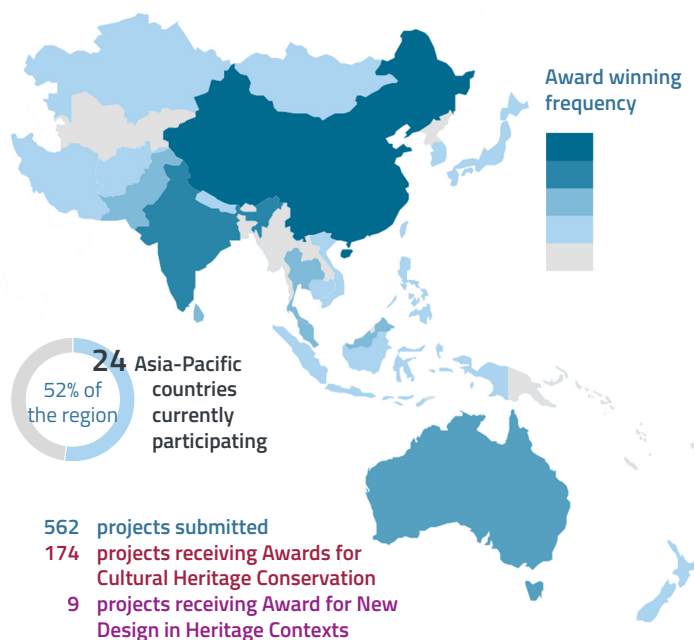 Award winning
frequency
24 Asia-Pacific
countries
currently
participating
52% of
the region
562 projects submitted
174 projects receiving Awards for
Cultural Heritage Conservation
9 projects receiving Award for New
Design in Heritage Contexts